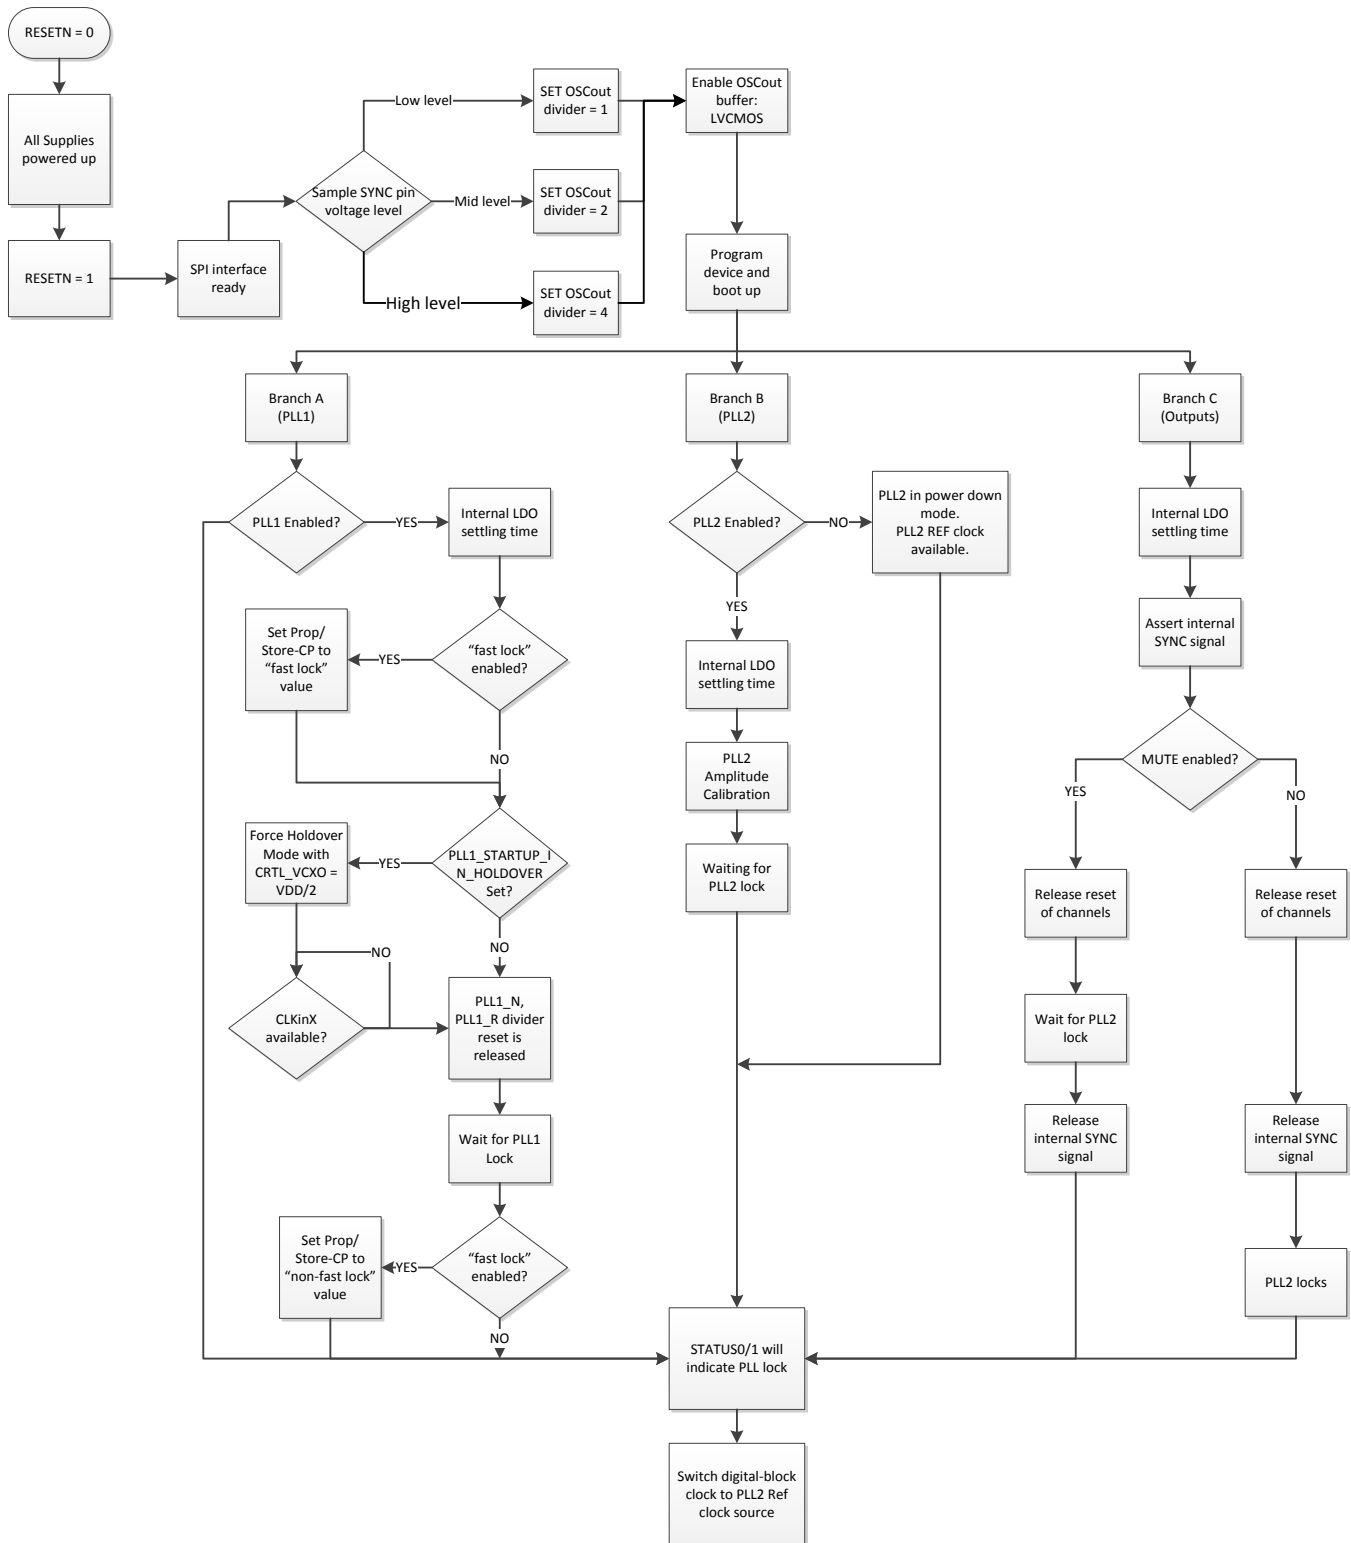 RESETN = 0
All Supplies
powered up
RESETN = 1
SPI interface
ready
Sample SYNC pin
voltage level
Low level
Mid level
High level
SET OSCout
divider = 1
SET OSCout
divider = 2
SET OSCout
divider = 4
Enable OSCout
buffer:
LVCMOS
Program
device and
boot up
Branch A
(PLL1)
PLL1 Enabled?
YES
Internal LDO
settling time
"fast lock"
enabled?
YES
Set Prop/
Store-CP to
"fast lock"
value
NO
PLL1_STARTUP_I
N_HOLDOVER
Set?
YES
Force Holdover
Mode with
CRTL_VCXO =
VDD/2
NO
NO
CLKinX
available?
PLL1_N,
PLL1_R divider
reset is
released
Wait for PLL1
Lock
"fast lock"
enabled?
YES
Set Prop/
Store-CP to
"non-fast lock"
value
NO
Branch B
(PLL2)
PLL2 Enabled?
NO
PLL2 in power down
mode.
PLL2 REF clock
available.
YES
Internal LDO
settling time
PLL2
Amplitude
Calibration
Waiting for
PLL2 lock
Branch C
(Outputs)
Internal LDO
settling time
Assert internal
SYNC signal
MUTE enabled?
YES
NO
Release reset
of channels
Wait for PLL2
lock
Release
internal SYNC
signal
Release reset
of channels
Release
internal SYNC
signal
PLL2 locks
STATUS0/1 will
indicate PLL lock
Switch digital-block
clock to PLL2 Ref
clock source